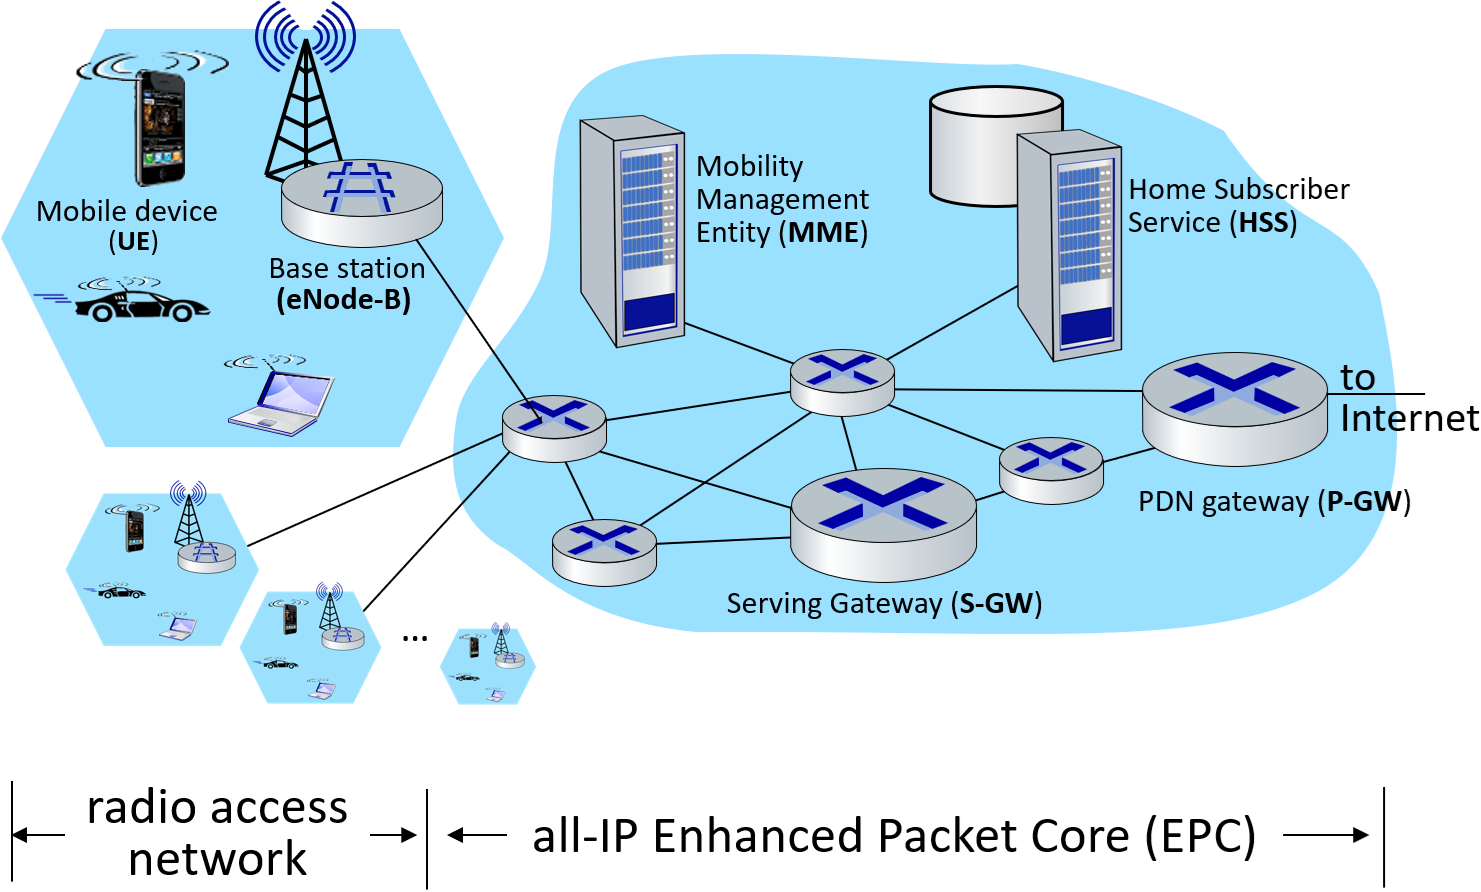 Mobile device
(UE)
Base station
(eNode-B)
Mobility
Management
Entity (MME)
Home Subscriber
Service (HSS)
to
Internet
PDN gateway (P-GW)
Serving Gateway (S-GW)
...
radio access
network
all-IP Enhanced Packet Core (EPC)